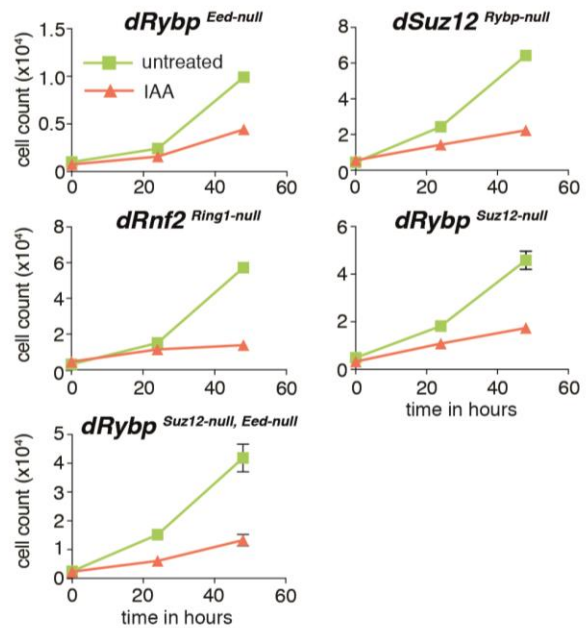 dRybp Eed-null
cell count (x10⁴)
1.5
1.0
0.5
0
0 20 40 60
untreated
IAA
dSuz12 Rybp-null
8
6
4
2
0
0 20 40 60
dRnf2 Ring1-null
cell count (x10⁴)
8
6
4
2
0
0 20 40 60
dRybp Suz12-null
6
4
2
0
0 20 40 60
time in hours
dRybp Suz12-null, Eed-null
cell count (x10⁴)
5
4
3
2
1
0
0 20 40 60
time in hours